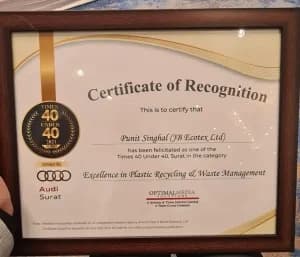 TIMES
40
UNDER
40
2021
Audi
Surat
Certificate of Recognition
This is to certify that
Punit Singhal (JB Ecotex Ltd)
has been felicitated as one of the
Times 40 Under 40, Surat in the category
Excellence in Plastic Recycling & Waste Management
OPTIMAL MEDIA
SOLUTIONS